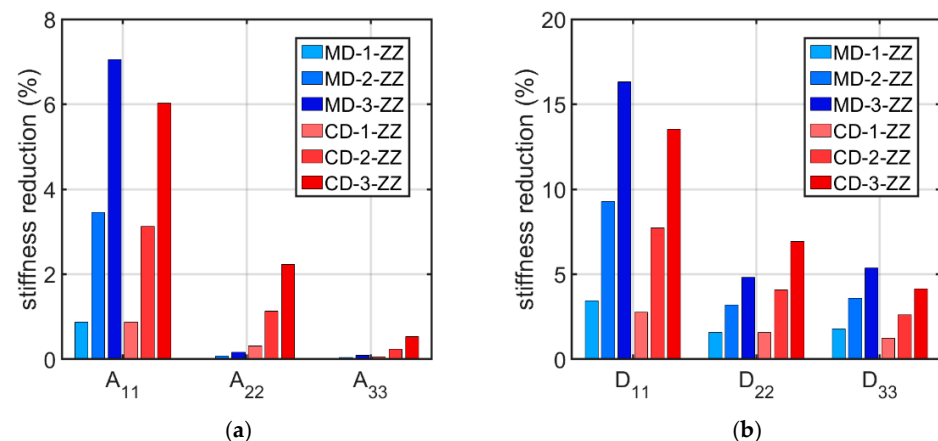 stiffness reduction (%)
8
6
4
2
0
MD-1-ZZ
MD-2-ZZ
MD-3-ZZ
CD-1-ZZ
CD-2-ZZ
CD-3-ZZ
A11 A22 A33
(a)
stiffness reduction (%)
20
15
10
5
0
MD-1-ZZ
MD-2-ZZ
MD-3-ZZ
CD-1-ZZ
CD-2-ZZ
CD-3-ZZ
D11 D22 D33
(b)